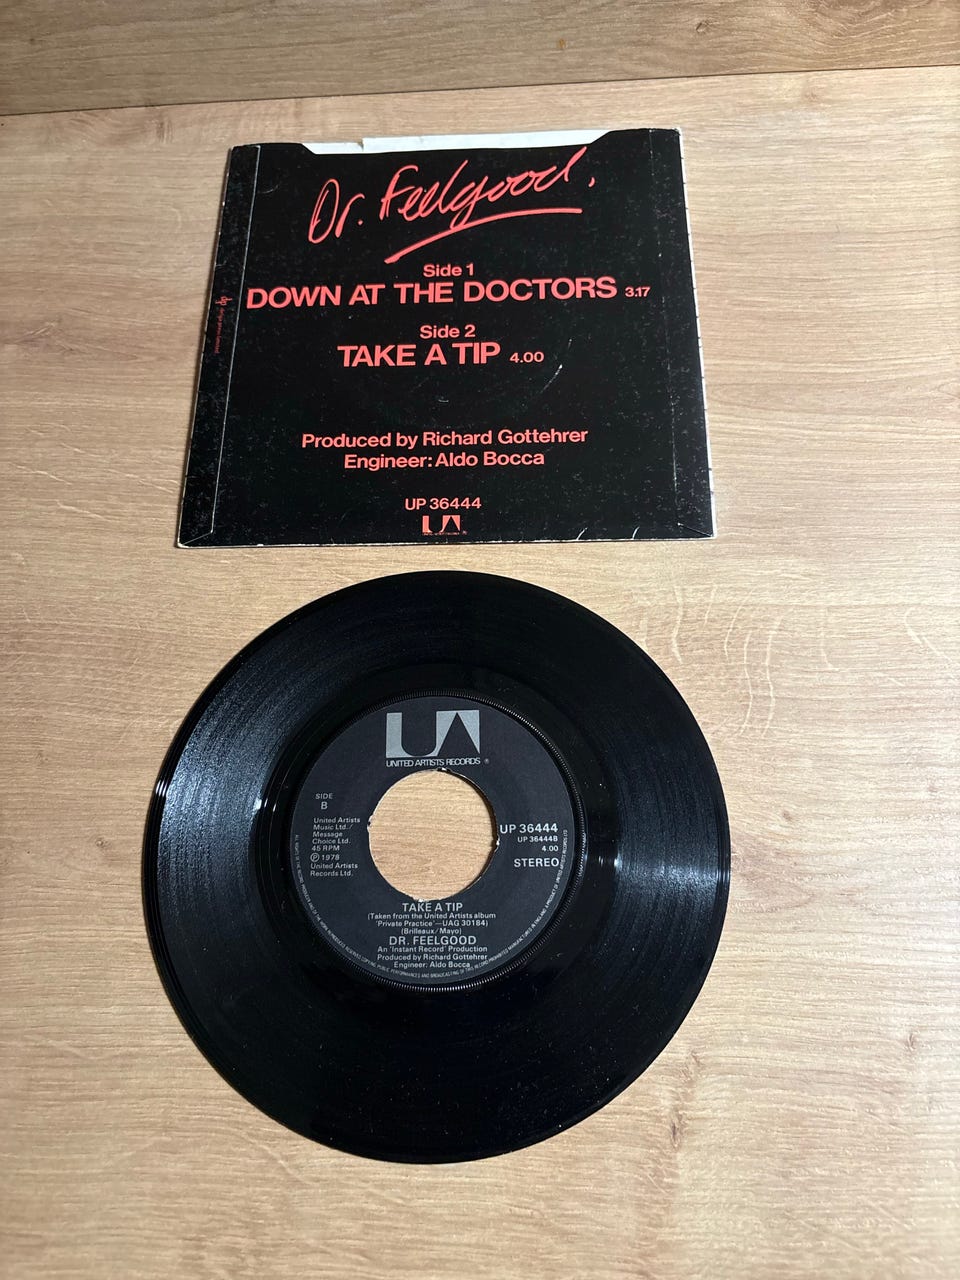 Dr. Feelgood.
Side 1
DOWN AT THE DOCTORS 3.17
Side 2
TAKE A TIP 4.00
Produced by Richard Gottehrer
Engineer: Aldo Bocca
UP 36444
UA
UA
UNITED ARTISTS RECORDS ®
SIDE
B
United Artists
Music Ltd./
Message
Choice Ltd.
45 RPM
℗ 1978
United Artists
Records Ltd.
UP 36444
UP 36444B
4.00
STEREO
TAKE A TIP
(Taken from the United Artists album
'Private Practice'—UAG 30184)
(Brilleaux/Mayo)
DR. FEELGOOD
An 'Instant Record' Production
Produced by Richard Gottehrer
Engineer: Aldo Bocca